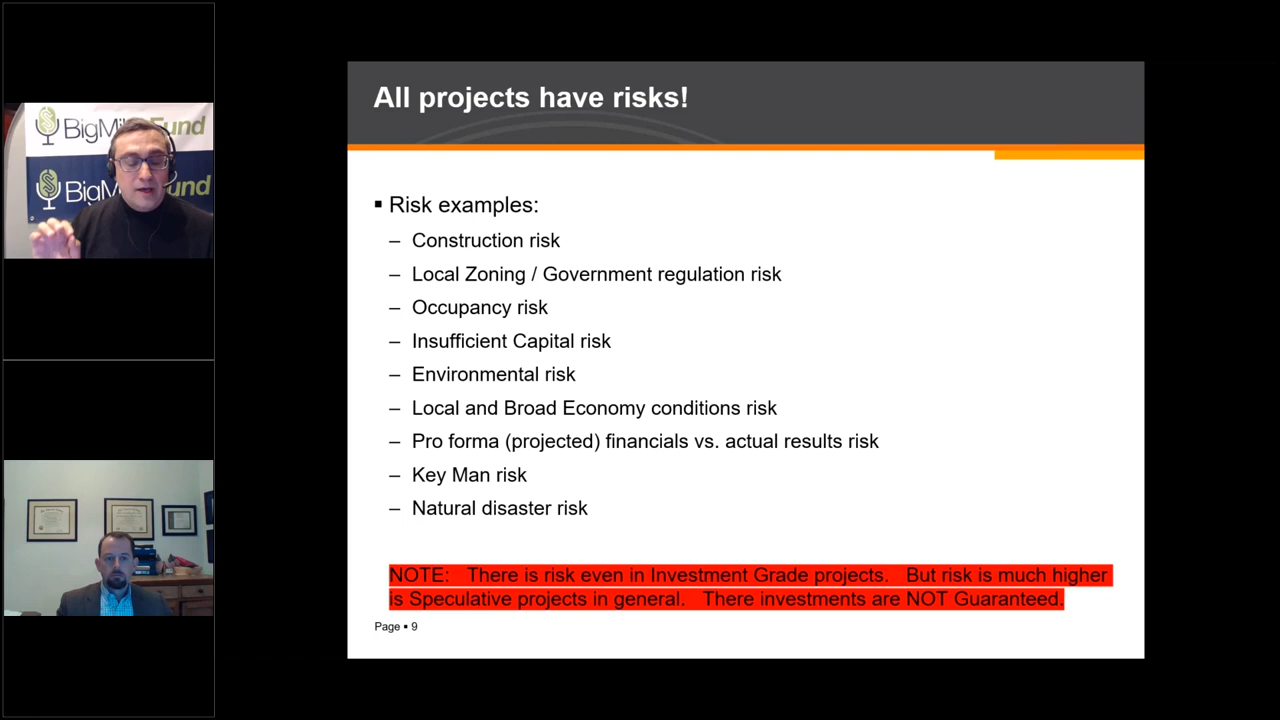 All projects have risks!
▪ Risk examples:
– Construction risk
– Local Zoning / Government regulation risk
– Occupancy risk
– Insufficient Capital risk
– Environmental risk
– Local and Broad Economy conditions risk
– Pro forma (projected) financials vs. actual results risk
– Key Man risk
– Natural disaster risk
NOTE: There is risk even in Investment Grade projects. But risk is much higher
is Speculative projects in general. There investments are NOT Guaranteed.
Page ▪ 9
BigMi Fund
BigM und